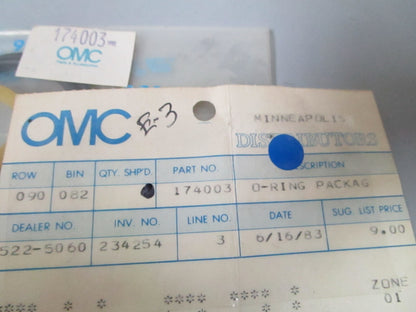 174003
OMC
OMC
E-3
MINNEAPOLIS
DISTRIBUTORS
ROW BIN QTY. SHP'D. PART NO. DESCRIPTION
090 082 174003 O-RING PACKAG
DEALER NO. INV. NO. LINE NO. DATE SUG. LIST PRICE
522-5060 234254 3 6/16/83 9.00
ZONE
01
**** **** ****